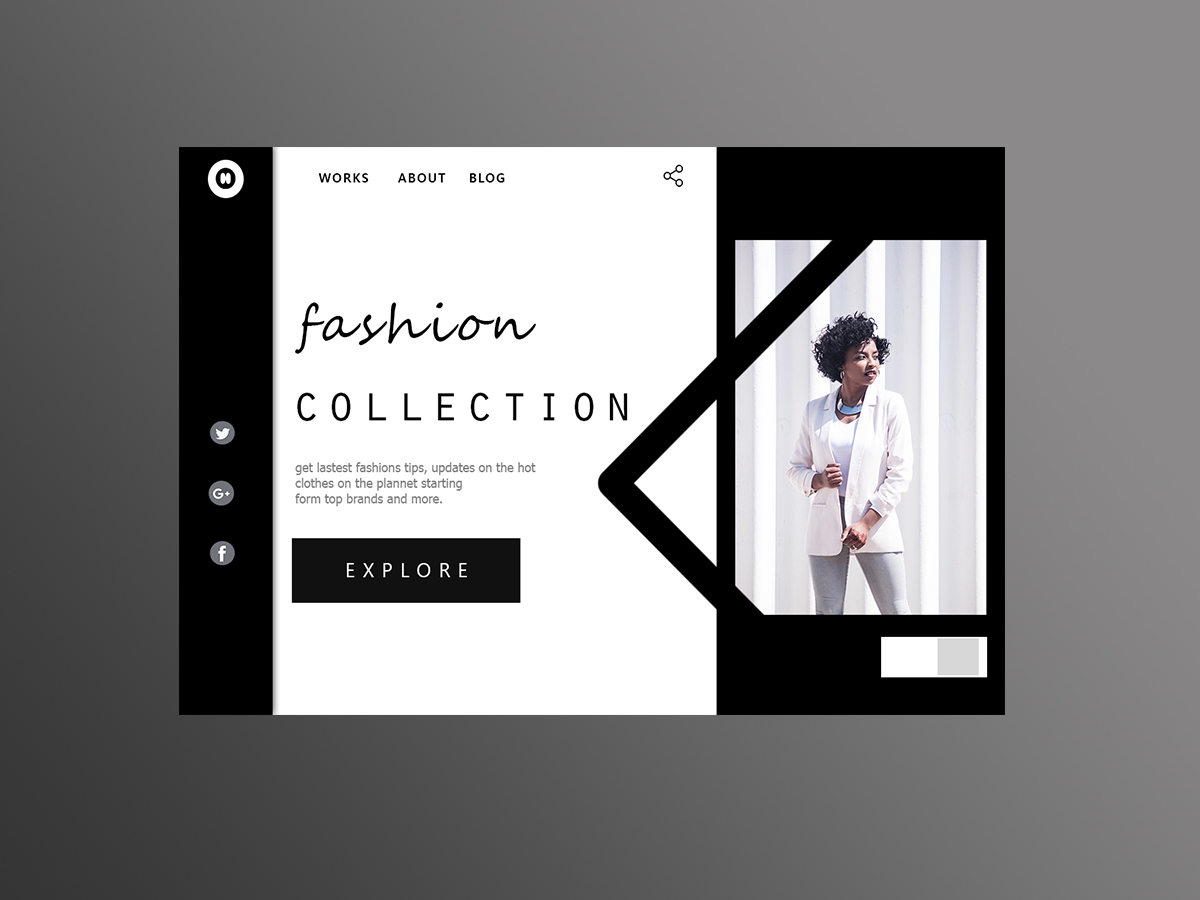 WORKS ABOUT BLOG
fashion
COLLECTION
get lastest fashions tips, updates on the hot
clothes on the plannet starting
form top brands and more.
EXPLORE
G+
f